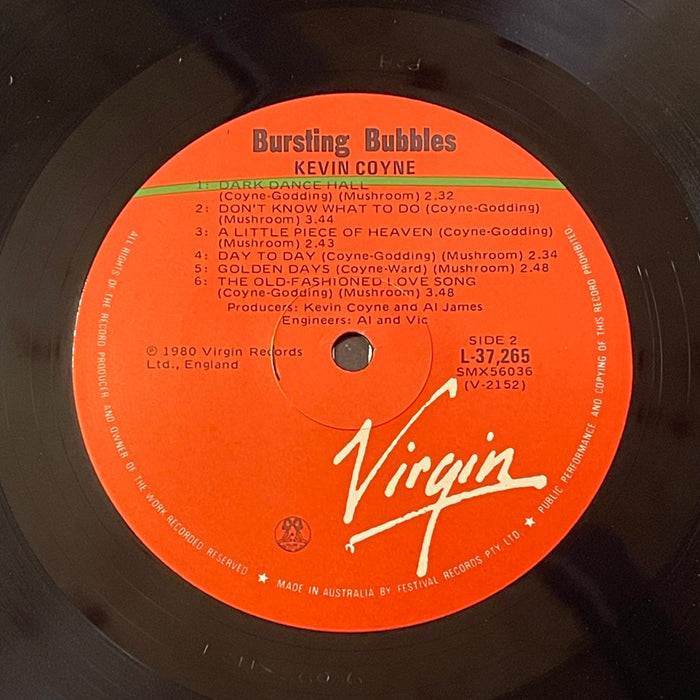 Bursting Bubbles
KEVIN COYNE
1: DARK DANCE HALL
(Coyne-Godding) (Mushroom) 2.32
2: DON'T KNOW WHAT TO DO (Coyne-Godding)
(Mushroom) 3.44
3: A LITTLE PIECE OF HEAVEN (Coyne-Godding)
(Mushroom) 2.43
4: DAY TO DAY (Coyne-Godding) (Mushroom) 2.34
5: GOLDEN DAYS (Coyne-Ward) (Mushroom) 2.48
6: THE OLD-FASHIONED LOVE SONG
(Coyne-Godding) (Mushroom) 3.48
Producers: Kevin Coyne and Al James
Engineers: Al and Vic
℗ 1980 Virgin Records
Ltd., England
SIDE 2
L-37,265
SMX56036
(V-2152)
Virgin
ALL RIGHTS OF THE RECORD PRODUCER AND OWNER OF THE WORK RECORDED RESERVED ★ MADE IN AUSTRALIA BY FESTIVAL RECORDS PTY. LTD. ★ PUBLIC PERFORMANCE AND COPYING OF THIS RECORD PROHIBITED.